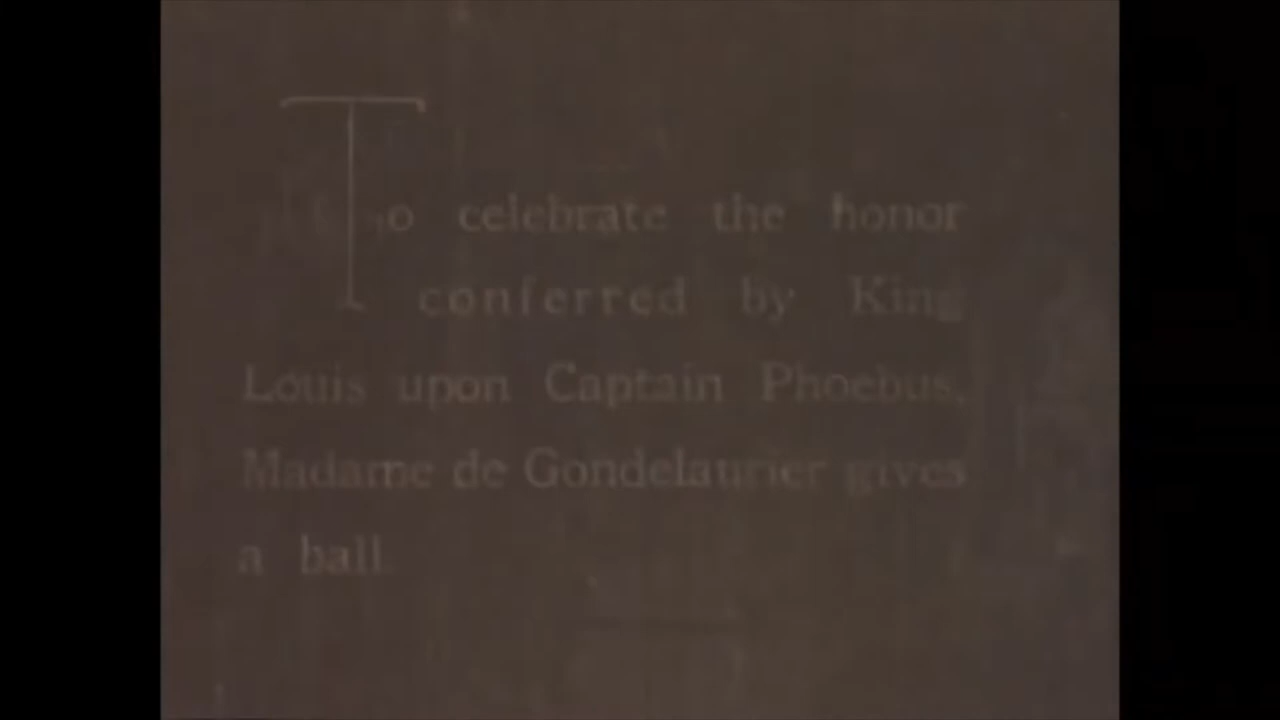 To celebrate the honor
conferred by King
Louis upon Captain Phoebus,
Madame de Gondelaurier gives
a ball.